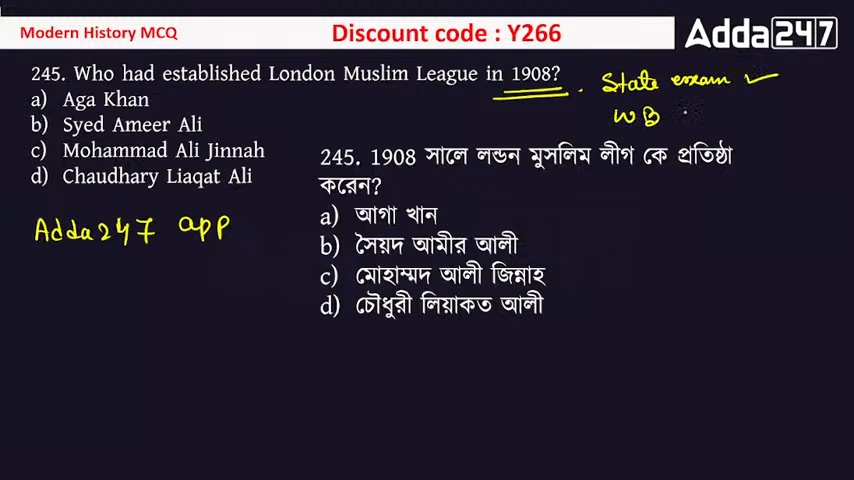 Modern History MCQ
Discount code : Y266
Adda247
245. Who had established London Muslim League in 1908?
a) Aga Khan
b) Syed Ameer Ali
c) Mohammad Ali Jinnah
d) Chaudhary Liaqat Ali
State exam
WB
245. 1908 সালে লন্ডন মুসলিম লীগ কে প্রতিষ্ঠা
করেন?
a) আগা খান
b) সৈয়দ আমীর আলী
c) মোহাম্মদ আলী জিন্নাহ
d) চৌধুরী লিয়াকত আলী
Adda247 app